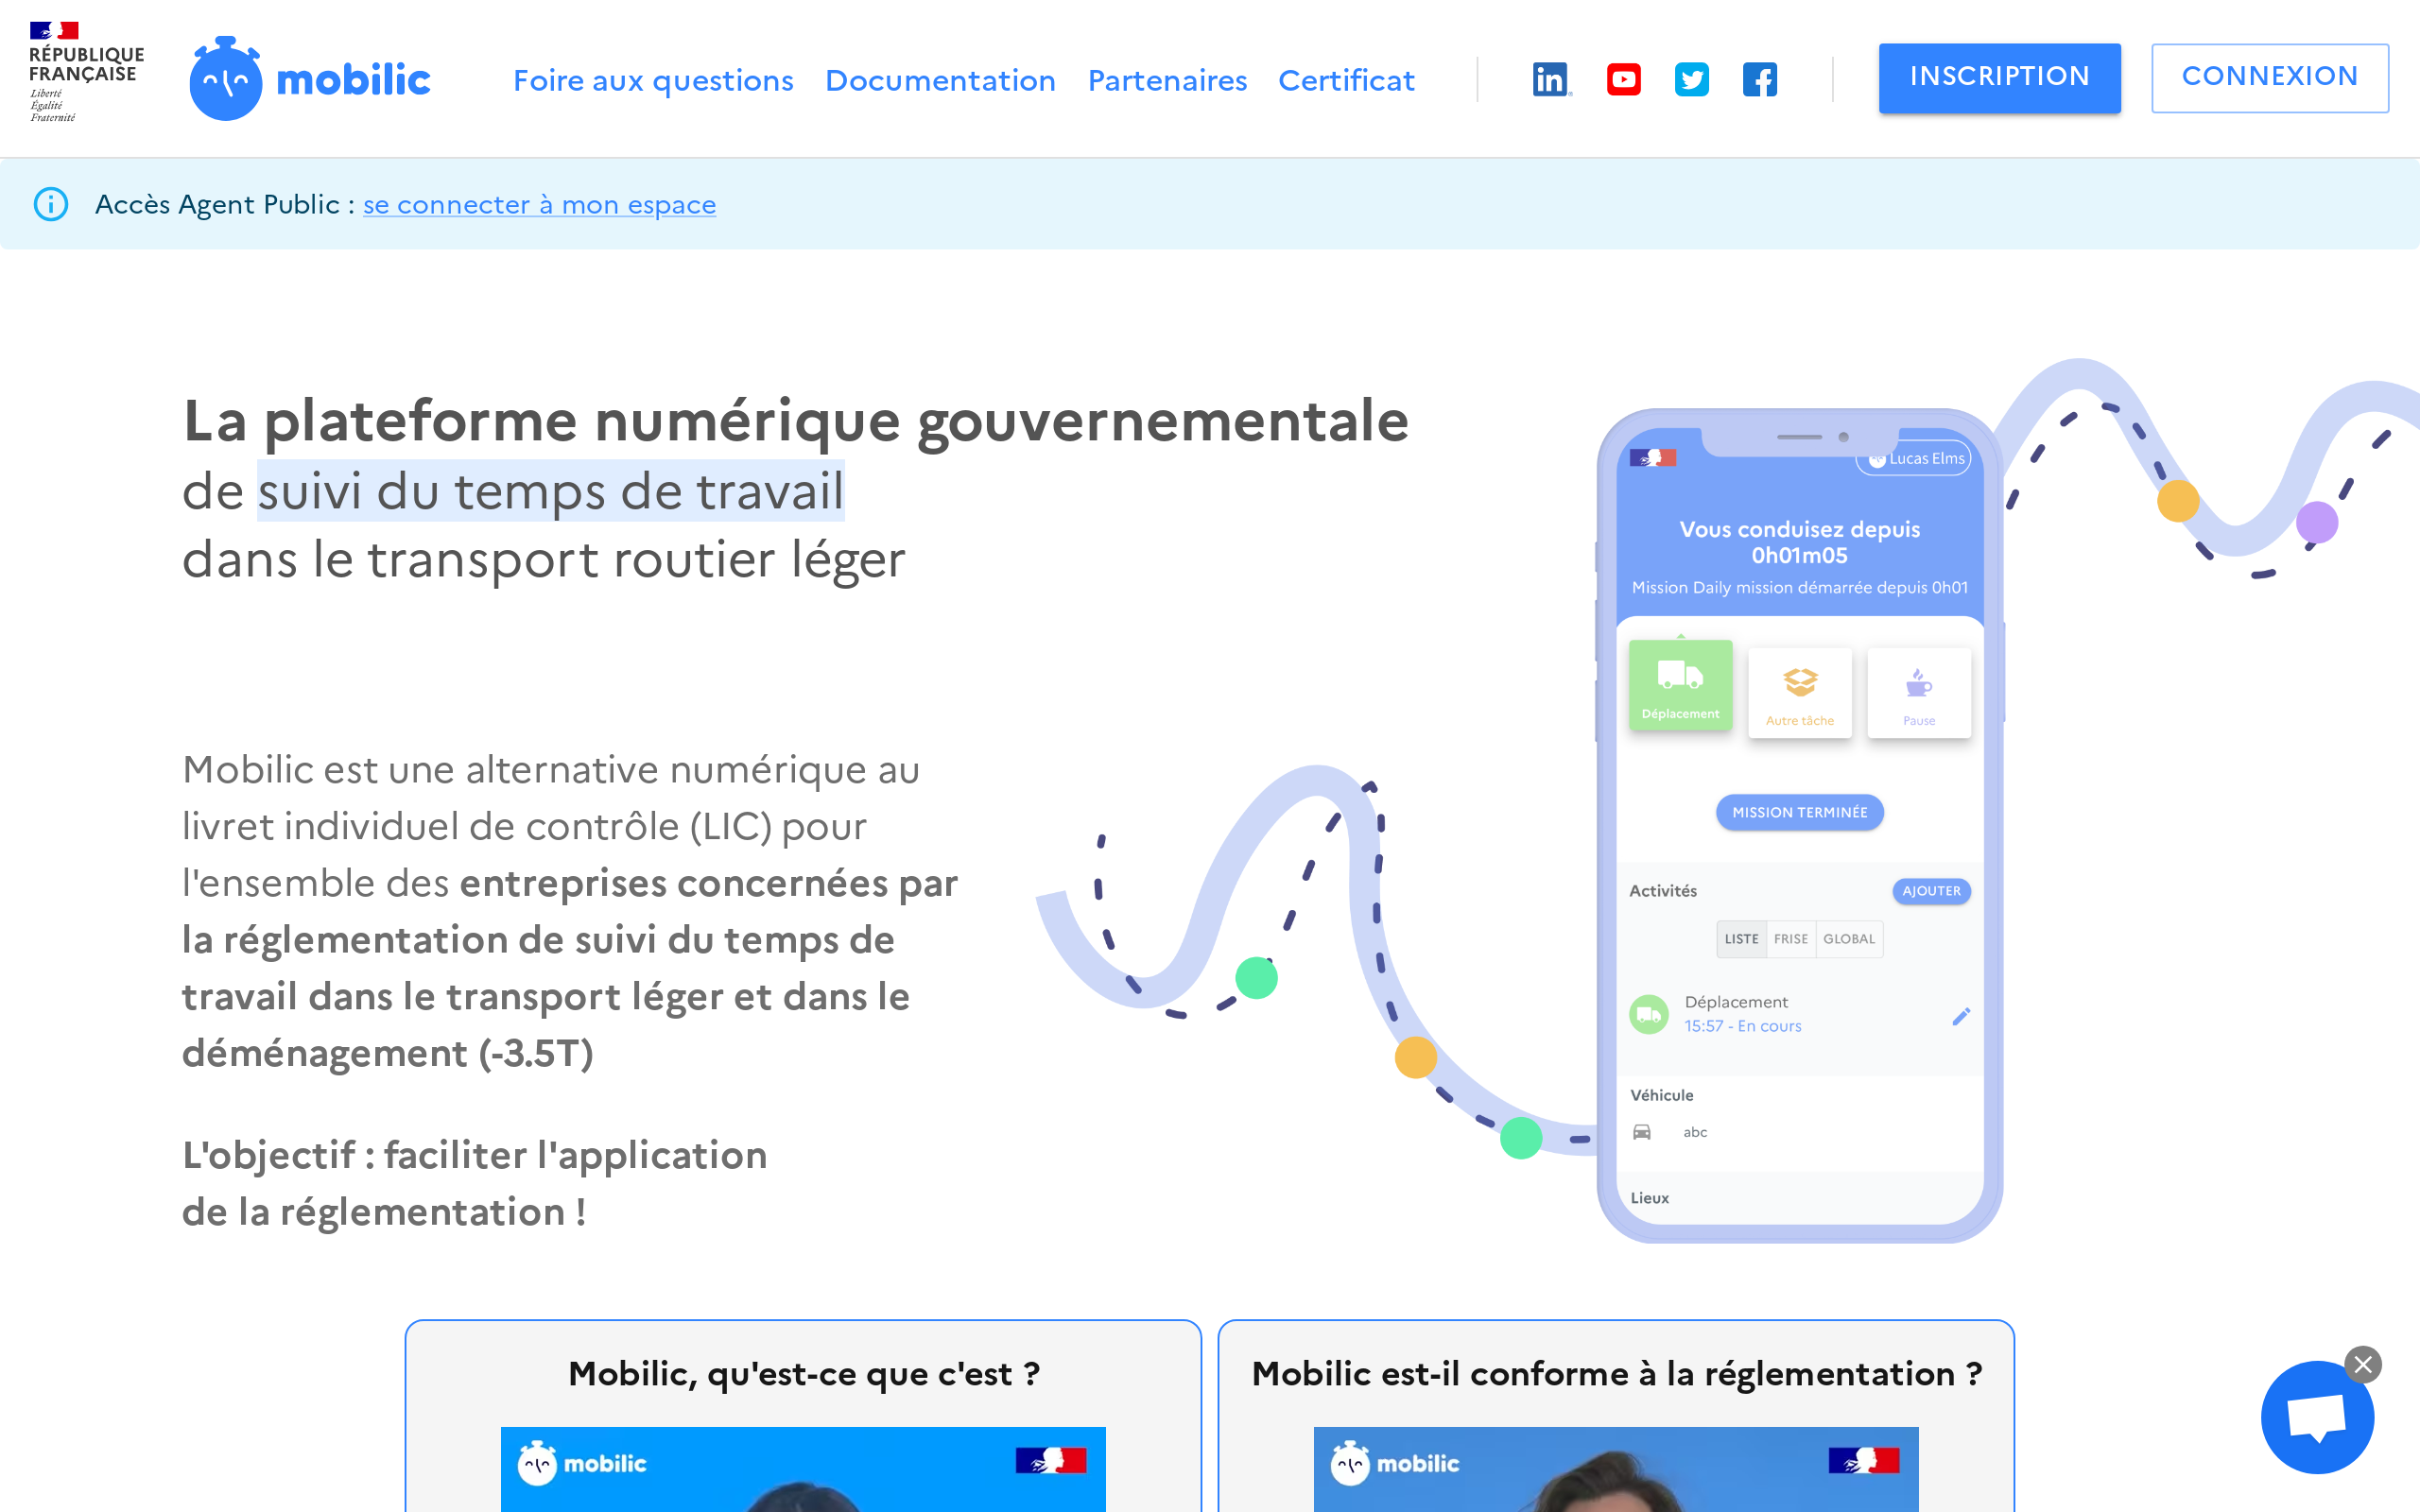 RÉPUBLIQUE
FRANÇAISE
Liberté
Égalité
Fraternité
mobilic
Foire aux questions
Documentation
Partenaires
Certificat
in
INSCRIPTION
CONNEXION
Accès Agent Public : se connecter à mon espace
La plateforme numérique gouvernementale
de suivi du temps de travail
dans le transport routier léger
Mobilic est une alternative numérique au
livret individuel de contrôle (LIC) pour
l'ensemble des entreprises concernées par
la réglementation de suivi du temps de
travail dans le transport léger et dans le
déménagement (-3.5T)
L'objectif : faciliter l'application
de la réglementation !
Lucas Elms
Vous conduisez depuis
0h01m05
Mission Daily mission démarrée depuis 0h01
Déplacement
Autre tâche
Pause
MISSION TERMINÉE
Activités
AJOUTER
LISTE
FRISE
GLOBAL
Déplacement
15:57 - En cours
Véhicule
abc
Lieux
Mobilic, qu'est-ce que c'est ?
mobilic
Mobilic est-il conforme à la réglementation ?
mobilic